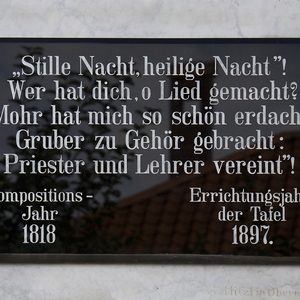 „Stille Nacht, heilige Nacht"!
Wer hat dich, o Lied gemacht?
Mohr hat mich so schön erdach
Gruber zu Gehör gebracht:
Priester und Lehrer vereint"!
ompositions-
Jahr
1818
Errichtungsjah
der Tafel
1897.